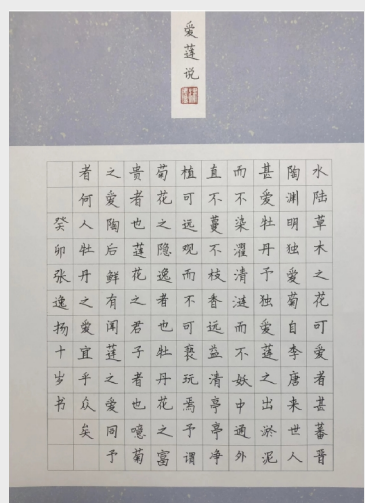 爱莲说
水陆草木之花可爱者甚蕃晋
陶渊明独爱菊自李唐来世人
甚爱牡丹予独爱莲之出淤泥
而不染濯清涟而不妖中通外
直不蔓不枝香远益清亭亭净
植可远观而不可亵玩焉予谓
菊花之隐逸者也牡丹花之富
贵者也莲花之君子者也噫菊
之爱陶后鲜有闻莲之爱同予
者何人牡丹之爱宜乎众矣
癸卯张逸扬十岁书